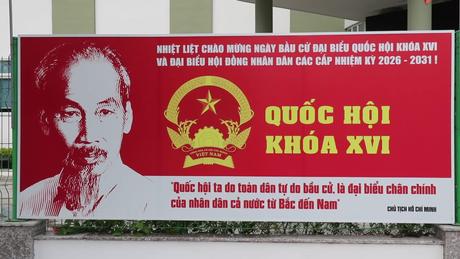 NHIỆT LIỆT CHÀO MỪNG NGÀY BẦU CỬ ĐẠI BIỂU QUỐC HỘI KHÓA XVI
VÀ ĐẠI BIỂU HỘI ĐỒNG NHÂN DÂN CÁC CẤP NHIỆM KỲ 2026 - 2031 !
QUỐC HỘI
KHÓA XVI
VIỆT NAM
"Quốc hội ta do toàn dân tự do bầu cử, là đại biểu chân chính
của nhân dân cả nước từ Bắc đến Nam"
CHỦ TỊCH HỒ CHÍ MINH